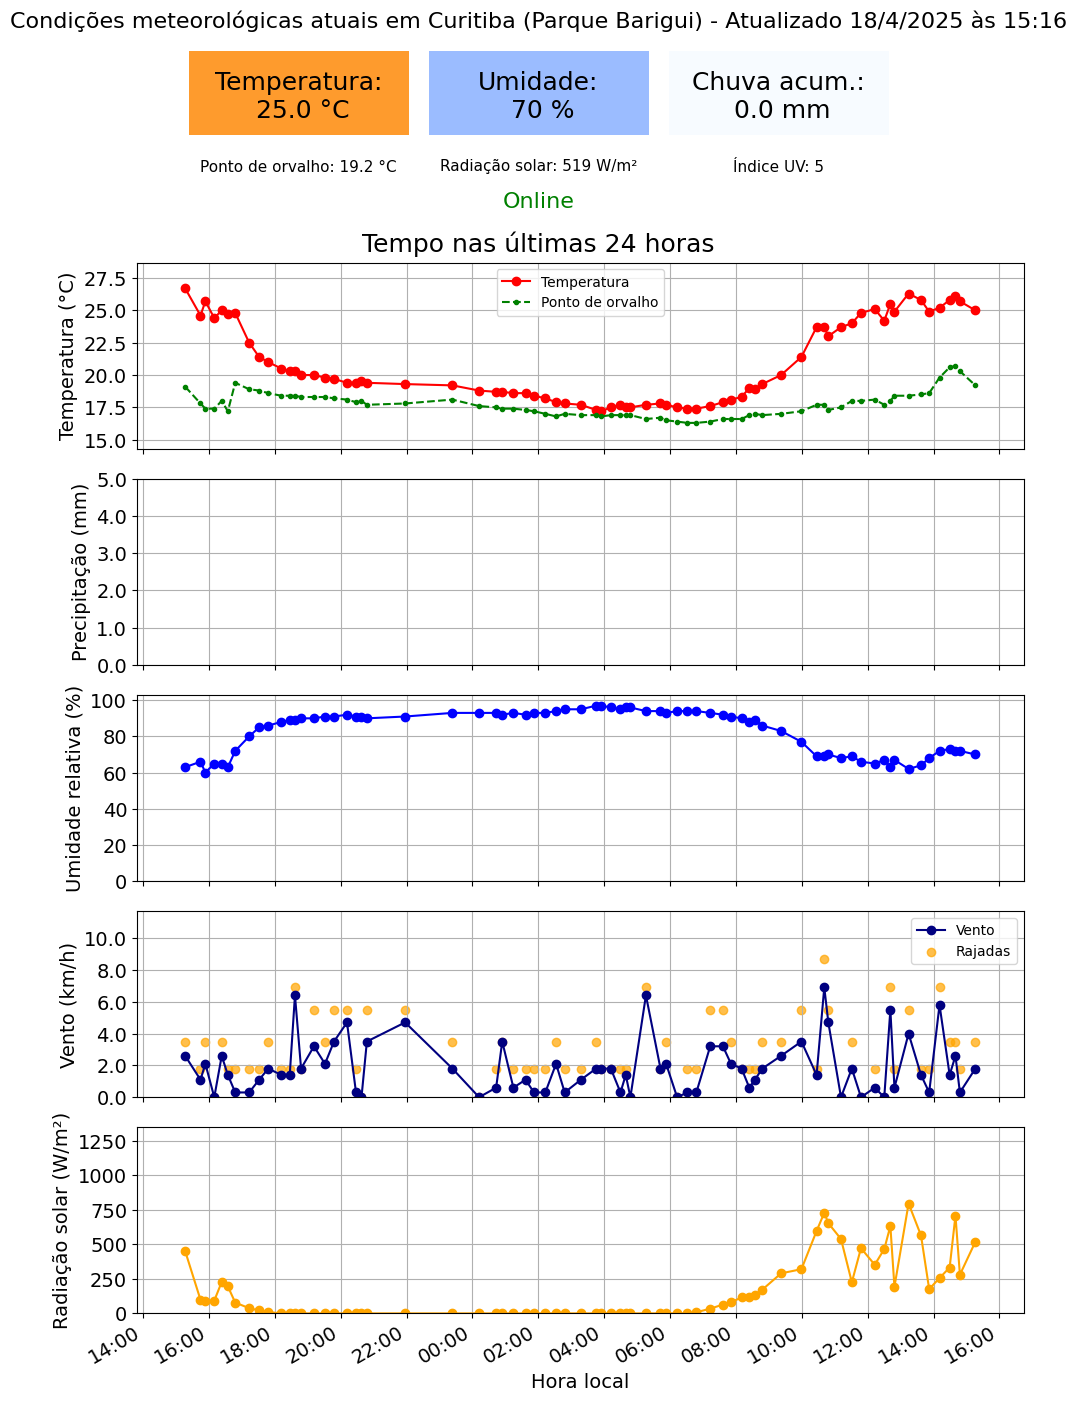 Condições meteorológicas atuais em Curitiba (Parque Barigui) - Atualizado 18/4/2025 às 15:16
Temperatura:
25.0 °C
Umidade:
70 %
Chuva acum.:
0.0 mm
Ponto de orvalho: 19.2 °C
Radiação solar: 519 W/m²
Índice UV: 5
Online
Tempo nas últimas 24 horas
Temperatura (°C)
27.5
25.0
22.5
20.0
17.5
15.0
Temperatura
Ponto de orvalho
Precipitação (mm)
5.0
4.0
3.0
2.0
1.0
0.0
Umidade relativa (%)
100
80
60
40
20
0
Vento (km/h)
10.0
8.0
6.0
4.0
2.0
0.0
Vento
Rajadas
Radiação solar (W/m²)
1250
1000
750
500
250
0
14:00
16:00
18:00
20:00
22:00
00:00
02:00
04:00
06:00
08:00
10:00
12:00
14:00
16:00
Hora local